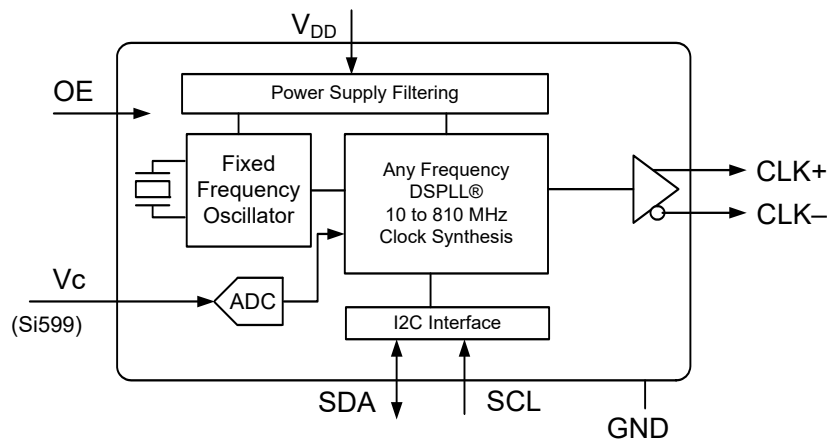 VDD
OE
Power Supply Filtering
Fixed
Frequency
Oscillator
Any Frequency
DSPLL®
10 to 810 MHz
Clock Synthesis
CLK+
CLK–
Vc
(Si599)
ADC
I2C Interface
SDA
SCL
GND